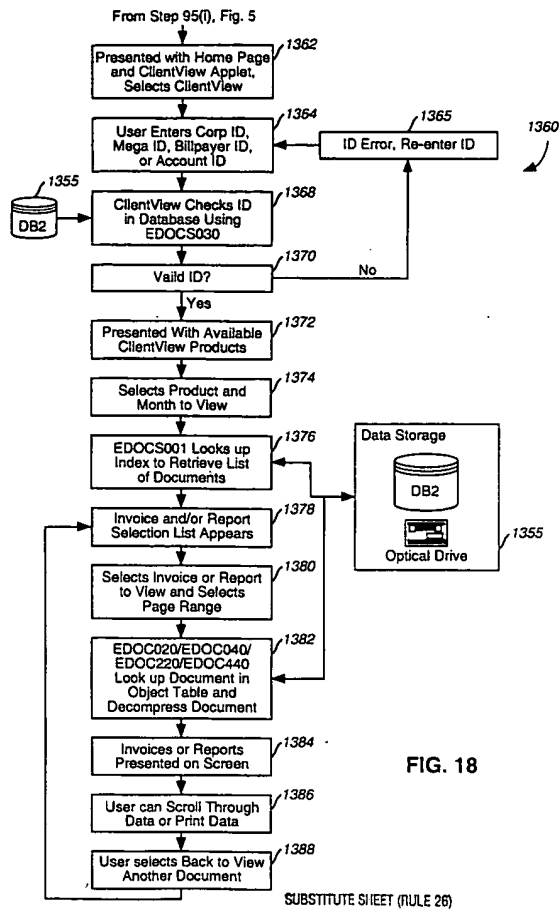 From Step 95(I), Fig. 5
1362
Presented with Home Page
and ClientView Applet,
Selects ClientView
1364
User Enters Corp ID,
Mega ID, Billpayer ID,
or Account ID
1365
ID Error, Re-enter ID
1360
1355
DB2
1368
ClientView Checks ID
in Database Using
EDOCS030
1370
Vaild ID?
No
Yes
1372
Presented With Available
ClientView Products
1374
Selects Product and
Month to View
1376
EDOCS001 Looks up
Index to Retrieve List
of Documents
Data Storage
DB2
Optical Drive
1355
1378
Invoice and/or Report
Selection List Appears
1380
Selects Invoice or Report
to View and Selects
Page Range
1382
EDOC020/EDOC040/
EDOC220/EDOC440
Look up Document in
Object Table and
Decompress Document
1384
Invoices or Reports
Presented on Screen
FIG. 18
1386
User can Scroll Through
Data or Print Data
1388
User selects Back to View
Another Document
SUBSTITUTE SHEET (RULE 26)